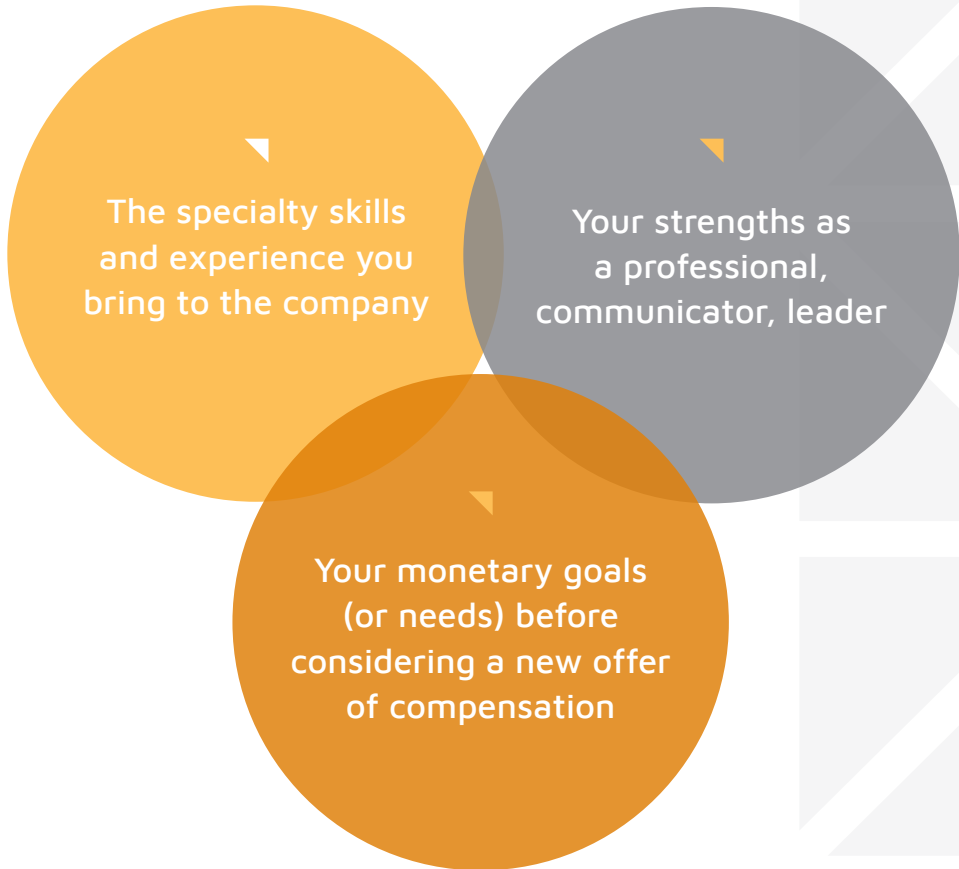 The specialty skills
and experience you
bring to the company
Your strengths as
a professional,
communicator, leader
Your monetary goals
(or needs) before
considering a new offer
of compensation